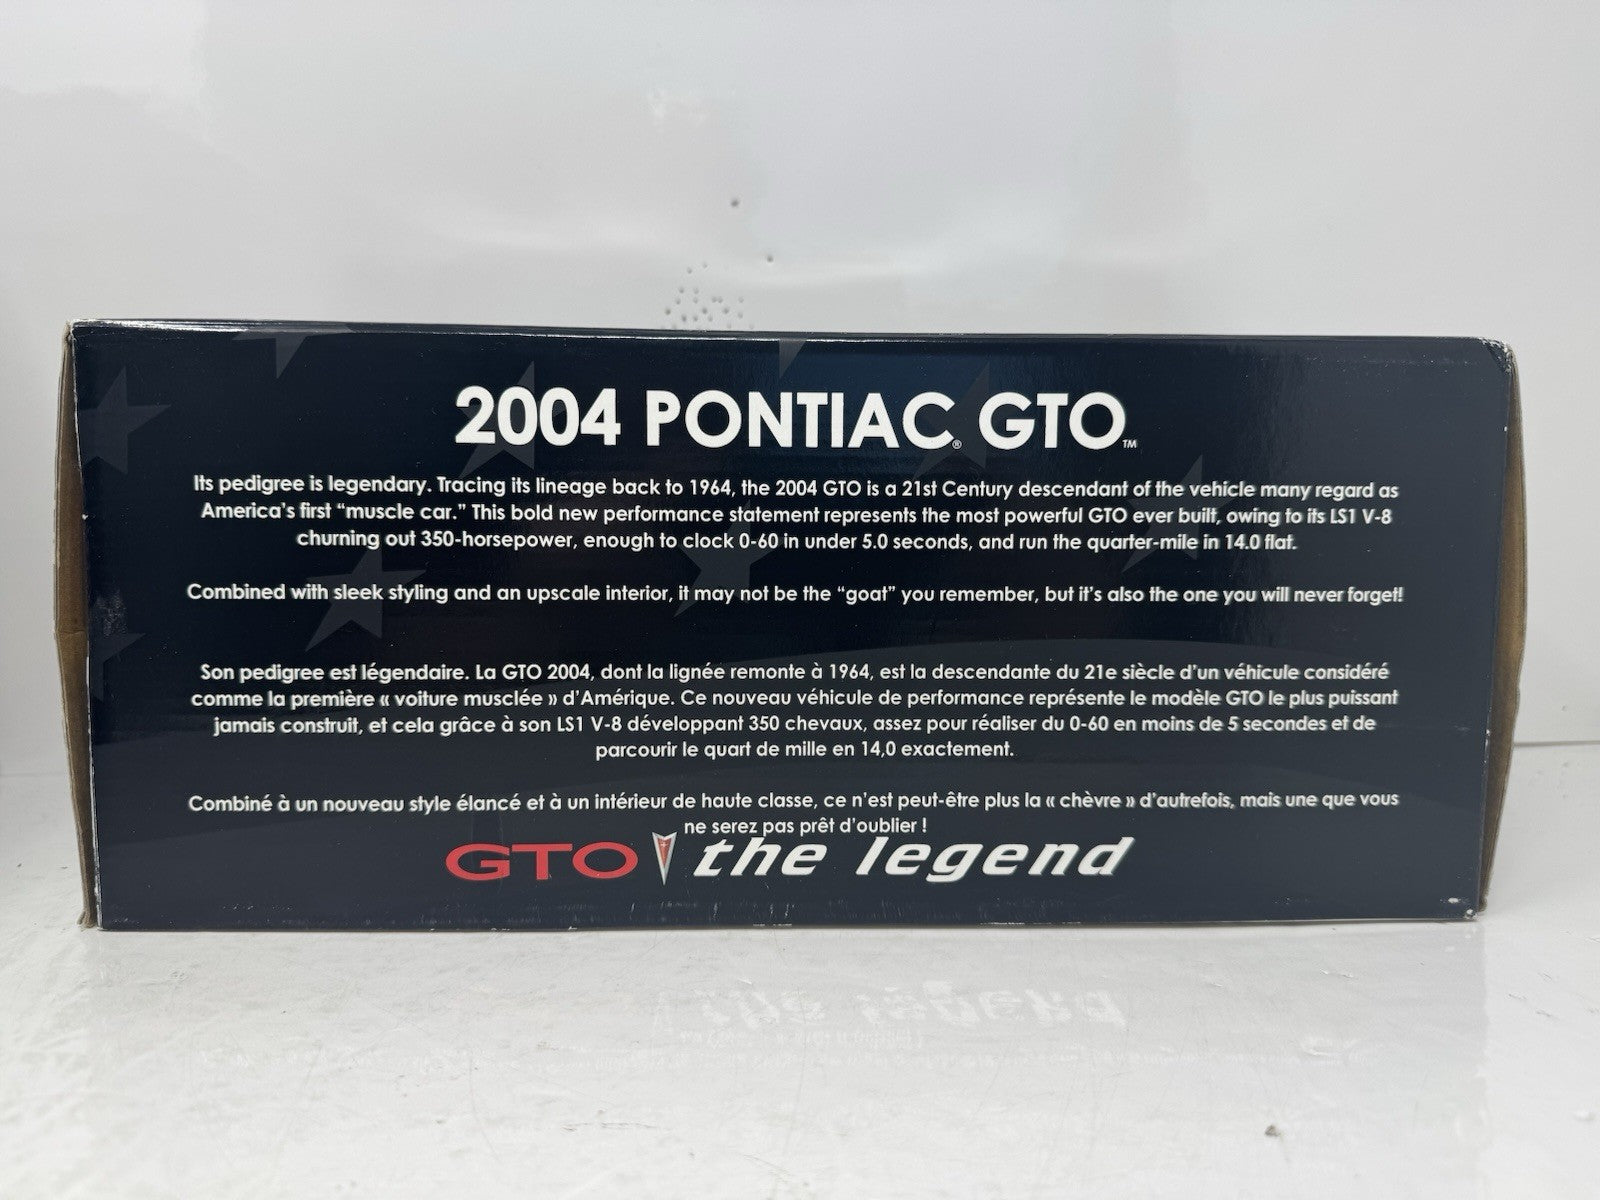 2004 PONTIAC® GTO™
Its pedigree is legendary. Tracing its lineage back to 1964, the 2004 GTO is a 21st Century descendant of the vehicle many regard as
America's first "muscle car." This bold new performance statement represents the most powerful GTO ever built, owing to its LS1 V-8
churning out 350-horsepower, enough to clock 0-60 in under 5.0 seconds, and run the quarter-mile in 14.0 flat.
Combined with sleek styling and an upscale interior, it may not be the "goat" you remember, but it's also the one you will never forget!
Son pedigree est légendaire. La GTO 2004, dont la lignée remonte à 1964, est la descendante du 21e siècle d'un véhicule considéré
comme la première « voiture musclée » d'Amérique. Ce nouveau véhicule de performance représente le modèle GTO le plus puissant
jamais construit, et cela grâce à son LS1 V-8 développant 350 chevaux, assez pour réaliser du 0-60 en moins de 5 secondes et de
parcourir le quart de mille en 14,0 exactement.
Combiné à un nouveau style élancé et à un intérieur de haute classe, ce n'est peut-être plus la « chèvre » d'autrefois, mais une que vous
ne serez pas prêt d'oublier !
GTO the legend